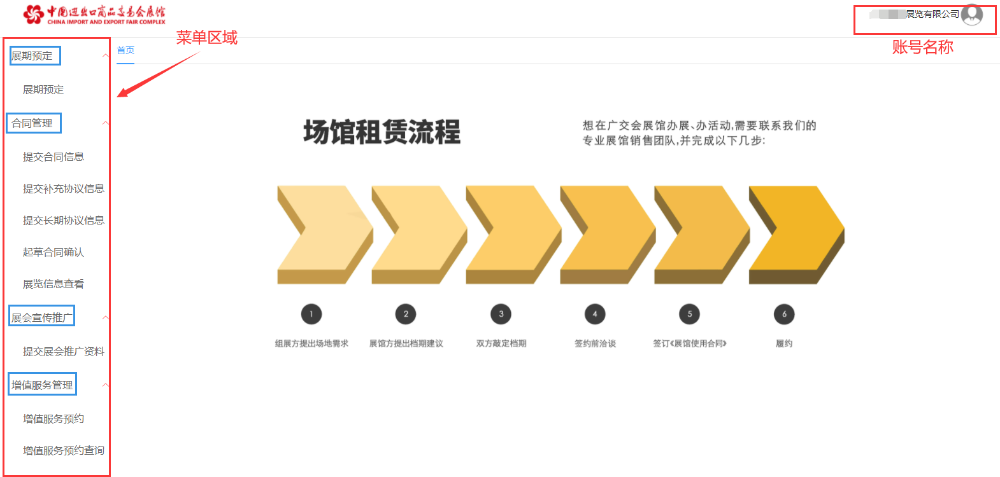 中国进出口商品交易会展馆
CHINA IMPORT AND EXPORT FAIR COMPLEX
展览有限公司
账号名称
菜单区域
首页
展期预定
展期预定
合同管理
提交合同信息
提交补充协议信息
提交长期协议信息
起草合同确认
展览信息查看
展会宣传推广
提交展会推广资料
增值服务管理
增值服务预约
增值服务预约查询
场馆租赁流程
想在广交会展馆办展、办活动,需要联系我们的
专业展馆销售团队,并完成以下几步:
1
2
3
4
5
6
组展方提出场地需求
展馆方提出档期建议
双方敲定档期
签约前洽谈
签订《展馆使用合同》
履约